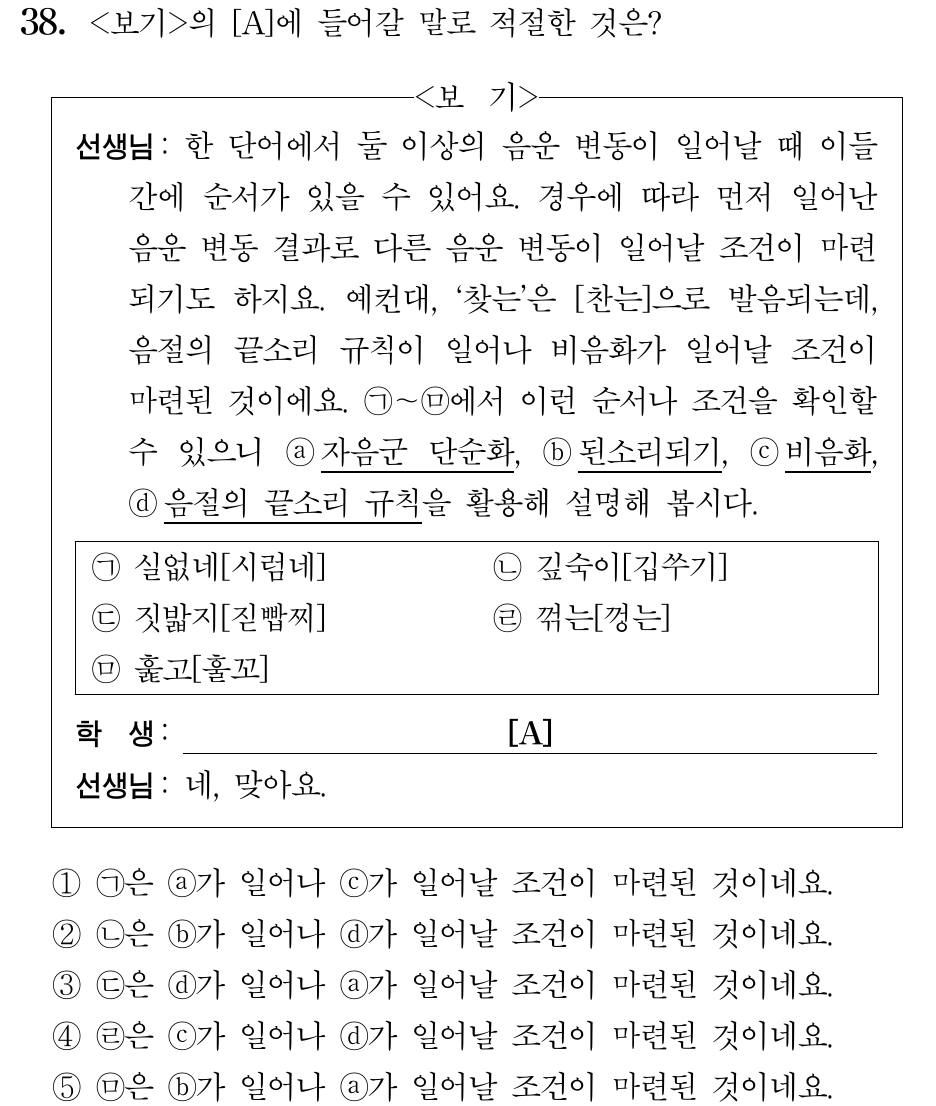 38. <보기>의 [A]에 들어갈 말로 적절한 것은?
<보 기>
선생님 : 한 단어에서 둘 이상의 음운 변동이 일어날 때 이들
간에 순서가 있을 수 있어요. 경우에 따라 먼저 일어난
음운 변동 결과로 다른 음운 변동이 일어날 조건이 마련
되기도 하지요. 예컨대, ‘찾는’은 [찬는]으로 발음되는데,
음절의 끝소리 규칙이 일어나 비음화가 일어날 조건이
마련된 것이에요. ㉠~㉤에서 이런 순서나 조건을 확인할
수 있으니 ⓐ자음군 단순화, ⓑ된소리되기, ⓒ비음화,
ⓓ음절의 끝소리 규칙을 활용해 설명해 봅시다.
㉠ 실없네[시럼네] ㉡ 깊숙이[깁쑤기]
㉢ 짓밟지[짇빱찌] ㉣ 꺾는[껑는]
㉤ 훑고[훌꼬]
학 생 : [A]
선생님 : 네, 맞아요.
① ㉠은 ⓐ가 일어나 ⓒ가 일어날 조건이 마련된 것이네요.
② ㉡은 ⓑ가 일어나 ⓓ가 일어날 조건이 마련된 것이네요.
③ ㉢은 ⓓ가 일어나 ⓐ가 일어날 조건이 마련된 것이네요.
④ ㉣은 ⓒ가 일어나 ⓓ가 일어날 조건이 마련된 것이네요.
⑤ ㉤은 ⓑ가 일어나 ⓐ가 일어날 조건이 마련된 것이네요.